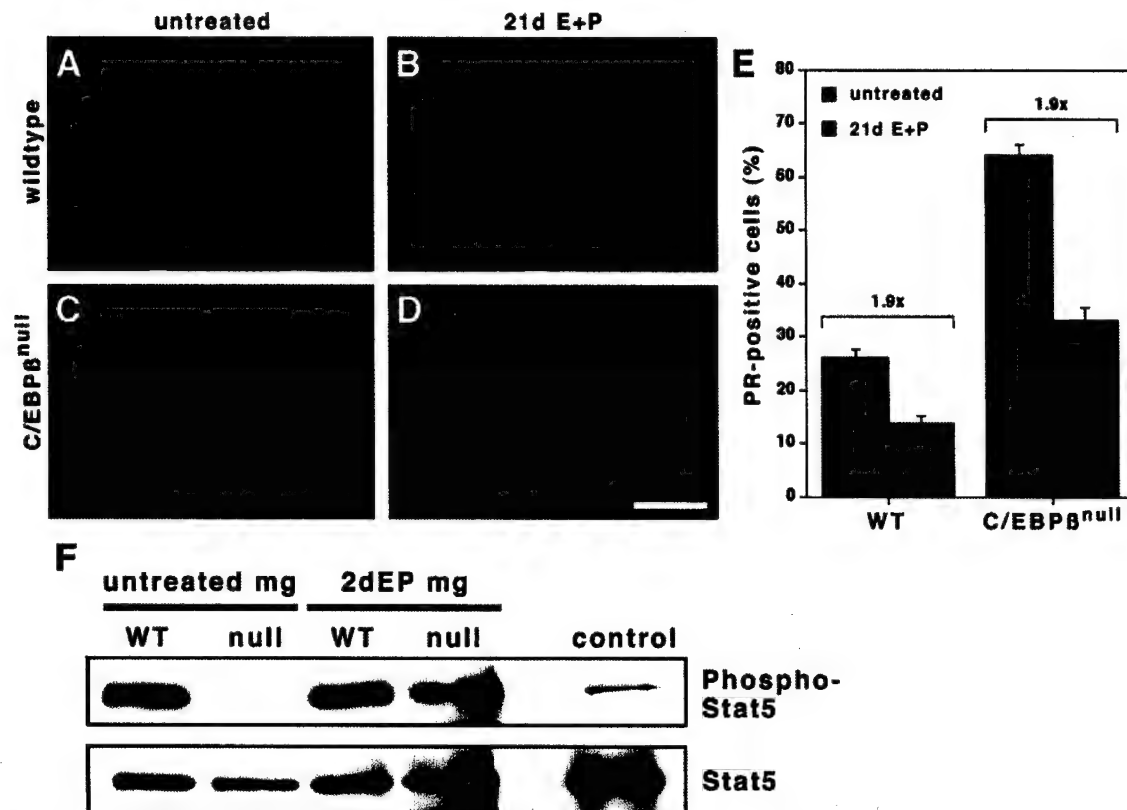 untreated
21d E+P
wildtype
C/EBPβnull
A
B
C
D
E
PR-positive cells (%)
80
70
60
50
40
30
20
10
0
untreated
21d E+P
1.9x
1.9x
WT
C/EBPβnull
F
untreated mg
2dEP mg
WT
null
WT
null
control
Phospho-
Stat5
Stat5